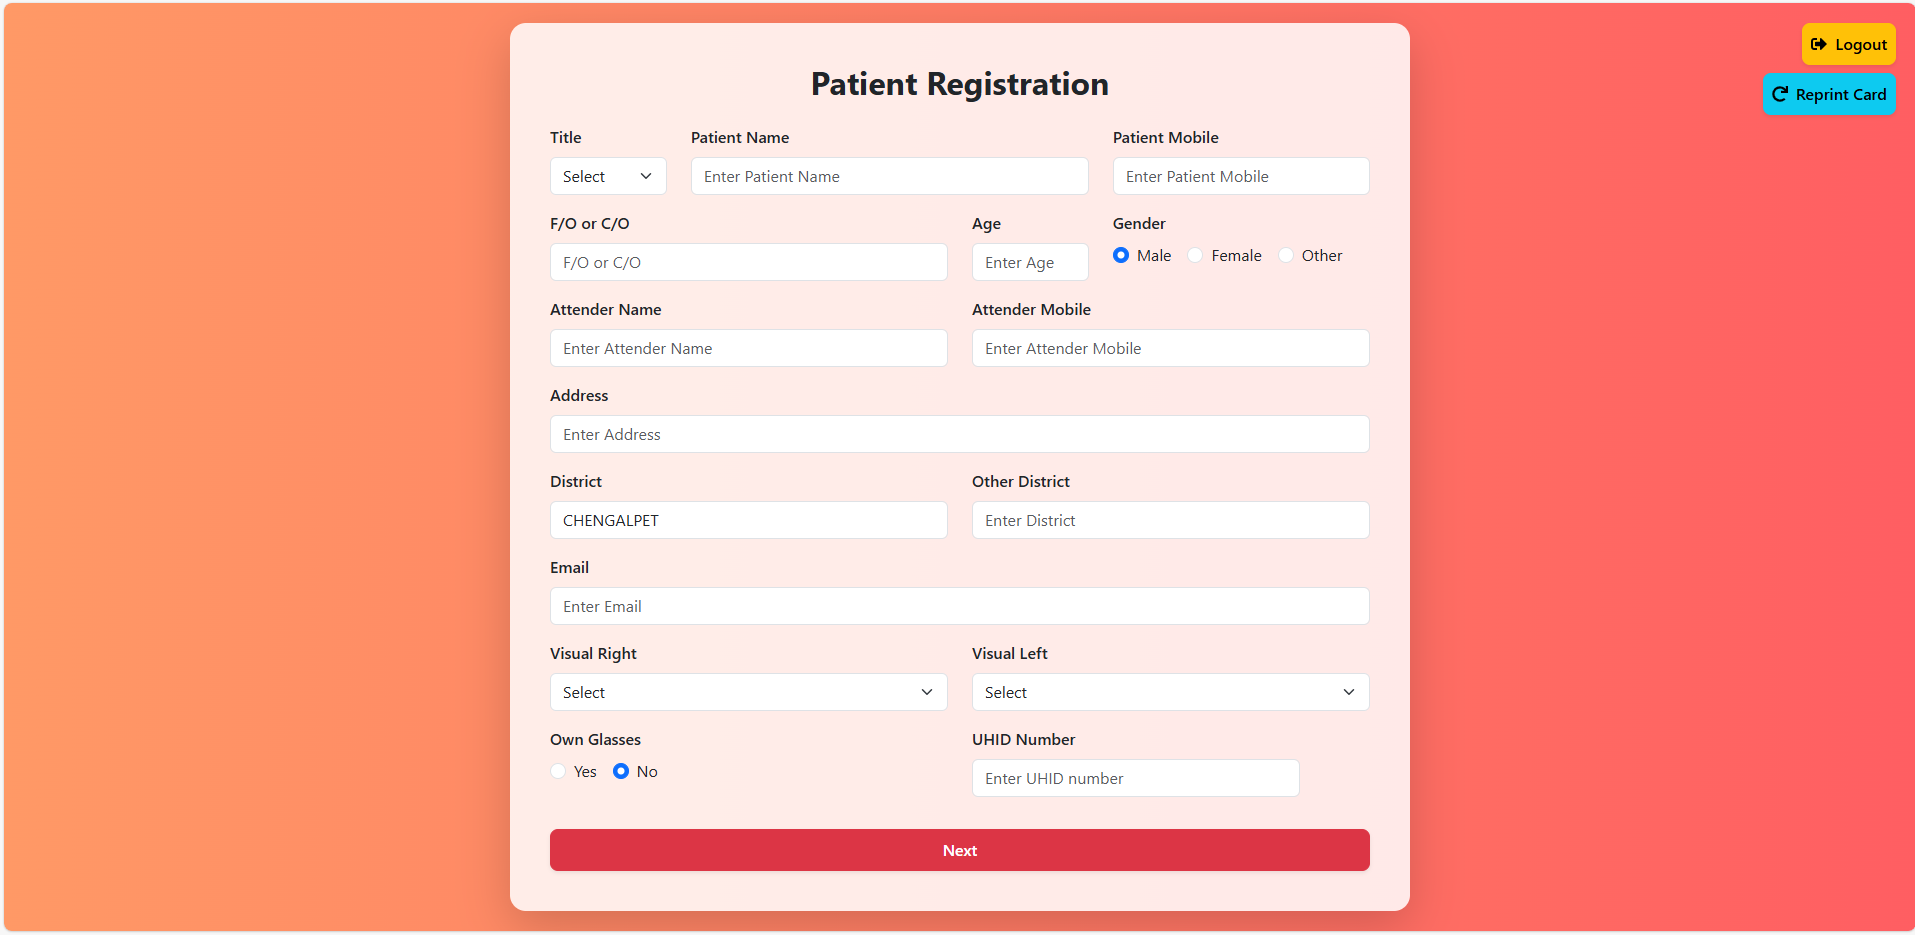 Logout
Reprint Card
Patient Registration
Title Patient Name Patient Mobile
Select Enter Patient Name Enter Patient Mobile
F/O or C/O Age Gender
F/O or C/O Enter Age Male Female Other
Attender Name Attender Mobile
Enter Attender Name Enter Attender Mobile
Address
Enter Address
District Other District
CHENGALPET Enter District
Email
Enter Email
Visual Right Visual Left
Select Select
Own Glasses UHID Number
Yes No Enter UHID number
Next